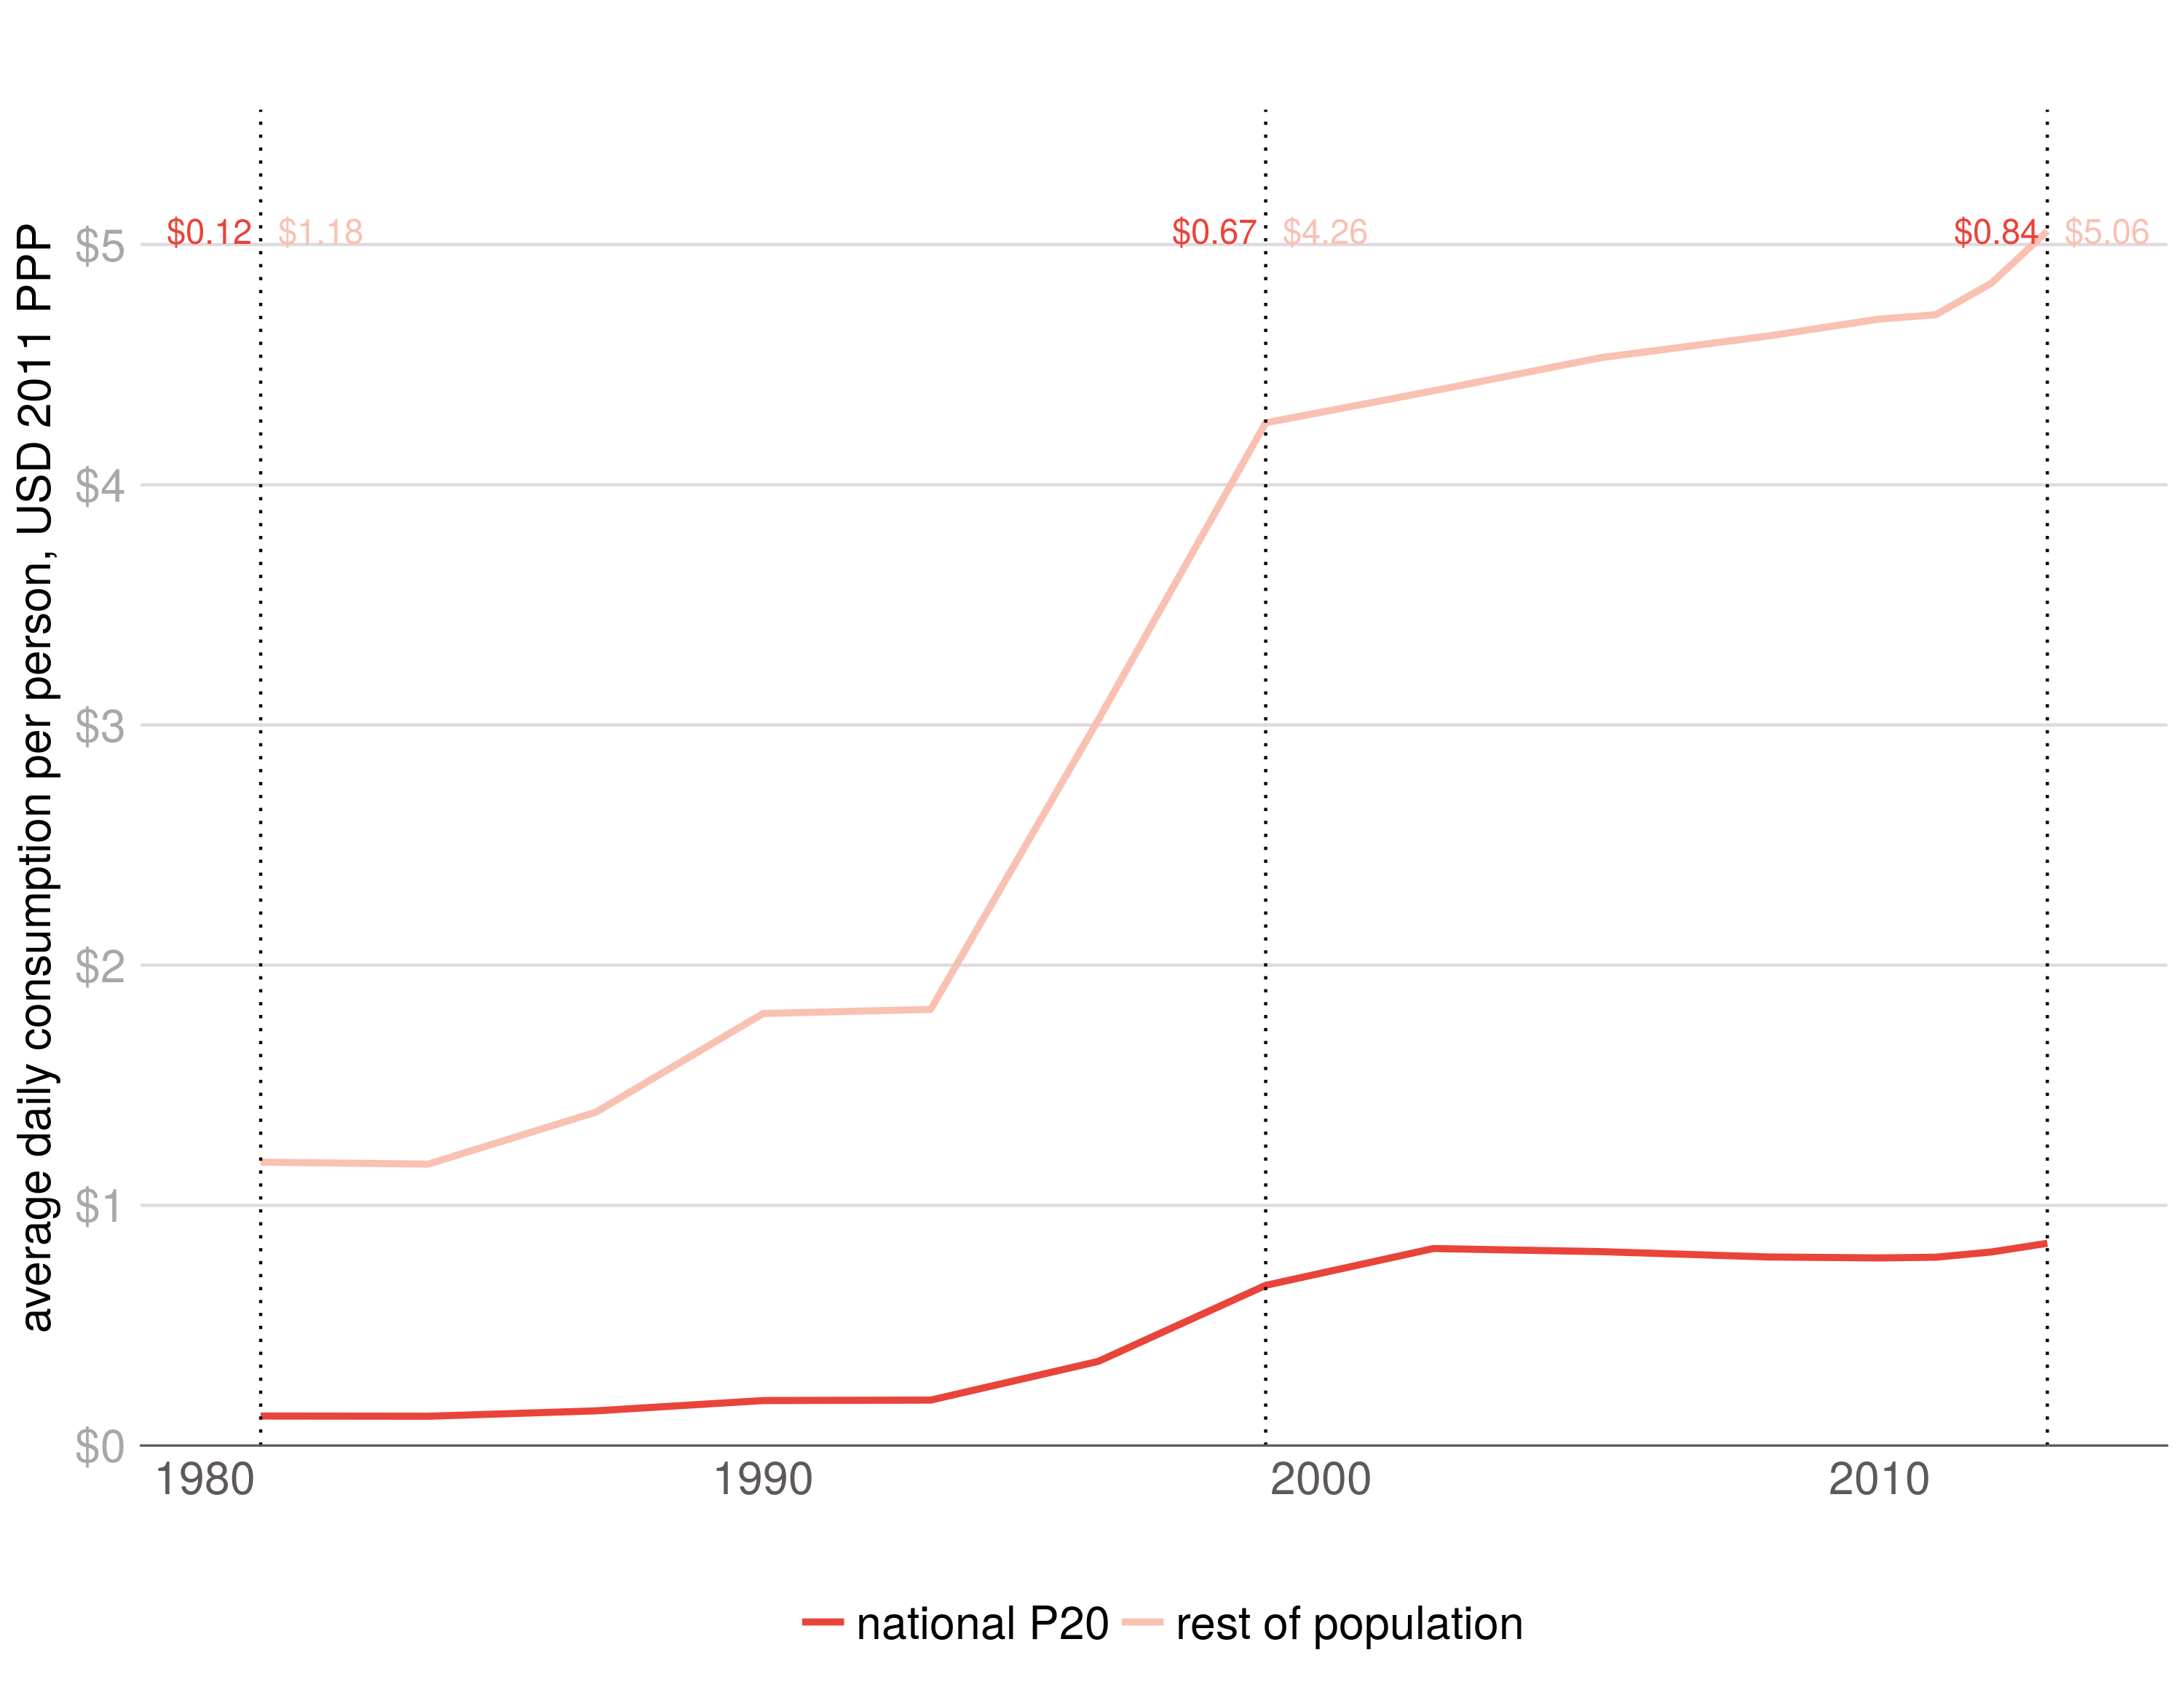 average daily consumption per person, USD 2011 PPP
$0.12 $1.18 $0.67 $4.26 $0.84 $5.06
$5
$4
$3
$2
$1
$0
1980 1990 2000 2010
national P20 rest of population